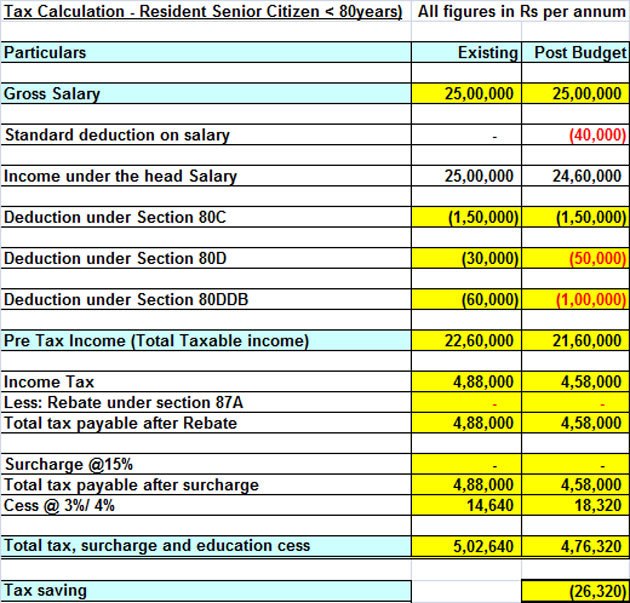 Tax Calculation - Resident Senior Citizen < 80years) All figures in Rs per annum
Particulars Existing Post Budget
Gross Salary 25,00,000 25,00,000
Standard deduction on salary - (40,000)
Income under the head Salary 25,00,000 24,60,000
Deduction under Section 80C (1,50,000) (1,50,000)
Deduction under Section 80D (30,000) (50,000)
Deduction under Section 80DDB (60,000) (1,00,000)
Pre Tax Income (Total Taxable income) 22,60,000 21,60,000
Income Tax 4,88,000 4,58,000
Less: Rebate under section 87A - -
Total tax payable after Rebate 4,88,000 4,58,000
Surcharge @15% - -
Total tax payable after surcharge 4,88,000 4,58,000
Cess @ 3%/ 4% 14,640 18,320
Total tax, surcharge and education cess 5,02,640 4,76,320
Tax saving (26,320)